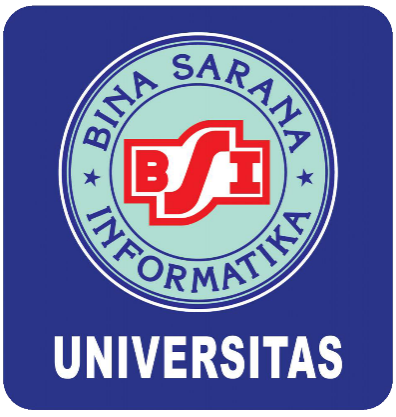 BINA SARANA
BSI
INFORMATIKA
UNIVERSITAS